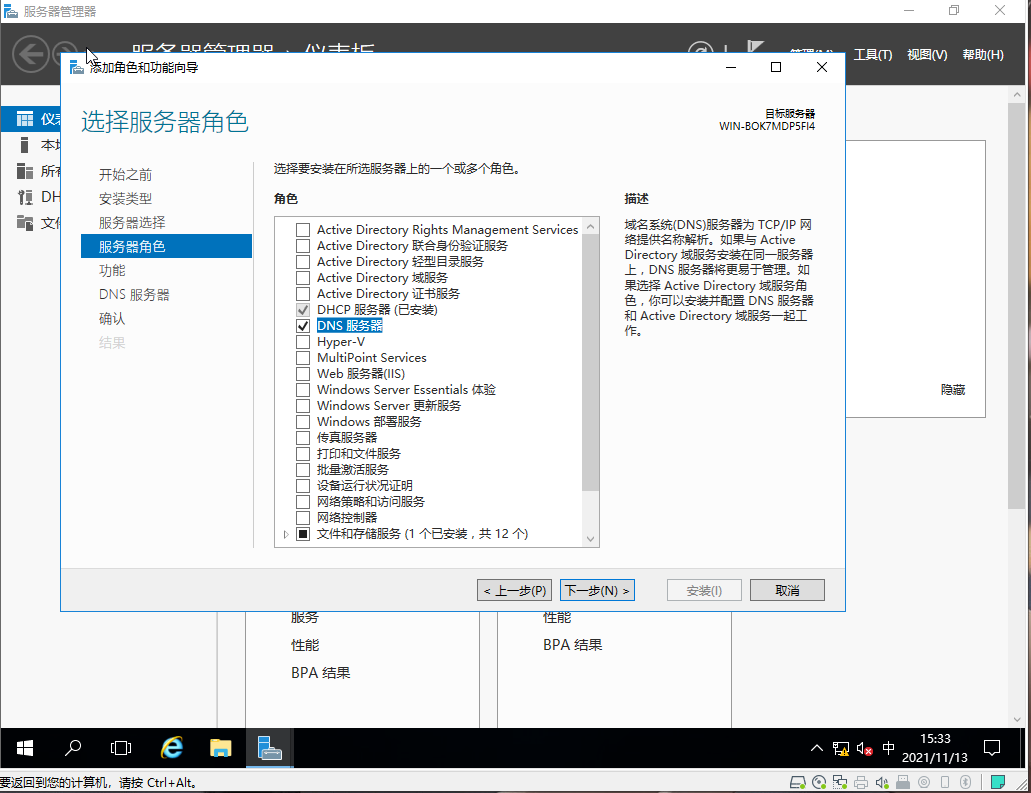 服务器管理器
服务器管理器 · 仪表板
管理(M)
工具(T)
视图(V)
帮助(H)
添加角色和功能向导
选择服务器角色
目标服务器
WIN-BOK7MDP5FI4
仪表
本地
所有
DH
文件
开始之前
安装类型
服务器选择
服务器角色
功能
DNS 服务器
确认
结果
选择要安装在所选服务器上的一个或多个角色。
角色
Active Directory Rights Management Services
Active Directory 联合身份验证服务
Active Directory 轻型目录服务
Active Directory 域服务
Active Directory 证书服务
DHCP 服务器 (已安装)
DNS 服务器
Hyper-V
MultiPoint Services
Web 服务器(IIS)
Windows Server Essentials 体验
Windows Server 更新服务
Windows 部署服务
传真服务器
打印和文件服务
批量激活服务
设备运行状况证明
网络策略和访问服务
网络控制器
文件和存储服务 (1 个已安装，共 12 个)
描述
域名系统(DNS)服务器为 TCP/IP 网
络提供名称解析。如果与 Active
Directory 域服务安装在同一服务器
上，DNS 服务器将更易于管理。如
果选择 Active Directory 域服务角
色，你可以安装并配置 DNS 服务器
和 Active Directory 域服务一起工
作。
隐藏
< 上一步(P)
下一步(N) >
安装(I)
取消
服务
性能
BPA 结果
性能
BPA 结果
中
15:33
2021/11/13
要返回到您的计算机，请按 Ctrl+Alt。